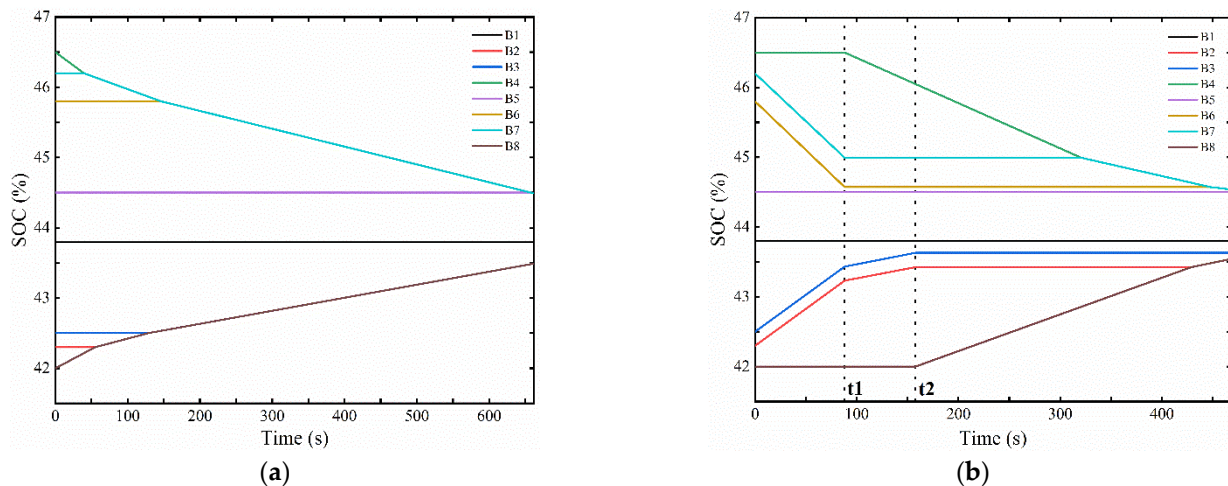 47
46
45
44
43
42
SOC (%)
0 100 200 300 400 500 600
Time (s)
B1
B2
B3
B4
B5
B6
B7
B8
(a)
47
46
45
44
43
42
SOC (%)
t1 t2
0 100 200 300 400
Time (s)
B1
B2
B3
B4
B5
B6
B7
B8
(b)